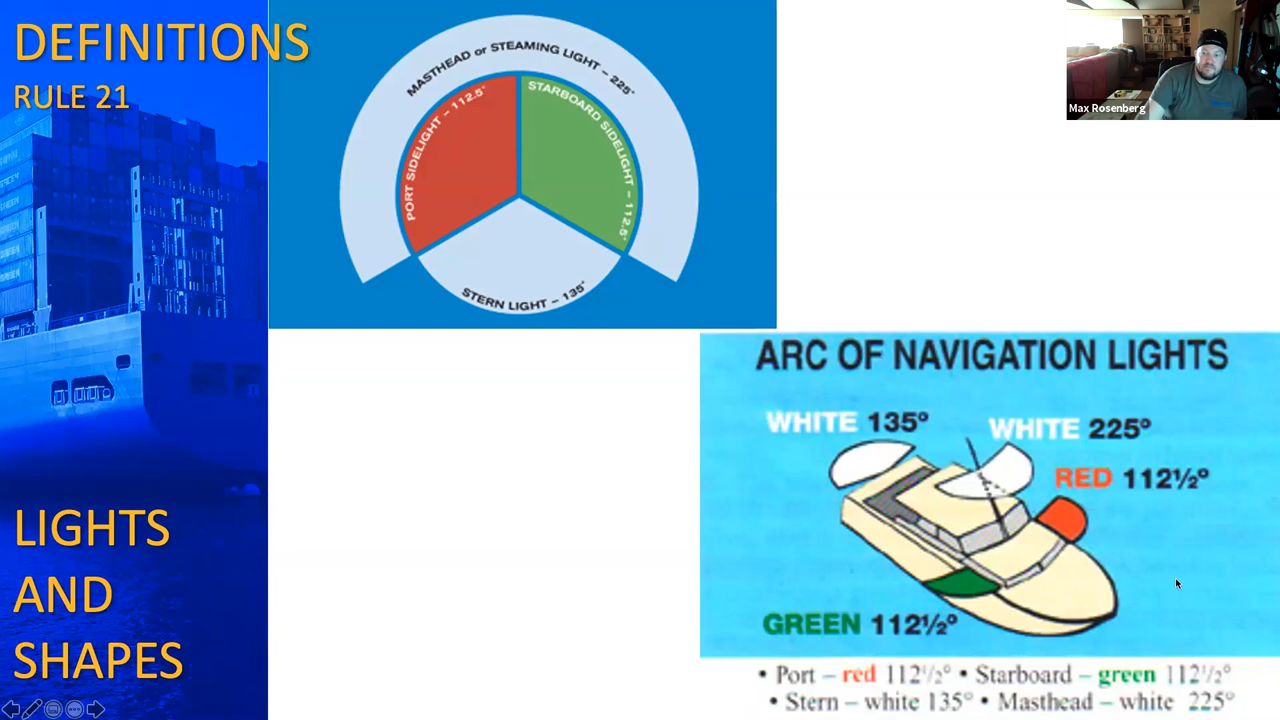 DEFINITIONS
RULE 21
MASTHEAD or STEAMING LIGHT – 225°
PORT SIDELIGHT – 112.5°
STARBOARD SIDELIGHT – 112.5°
STERN LIGHT – 135°
Max Rosenberg
ARC OF NAVIGATION LIGHTS
WHITE 135°
WHITE 225°
RED 112½°
GREEN 112½°
• Port – red 112½° • Starboard – green 112½°
• Stern – white 135° • Masthead – white 225°
LIGHTS
AND
SHAPES